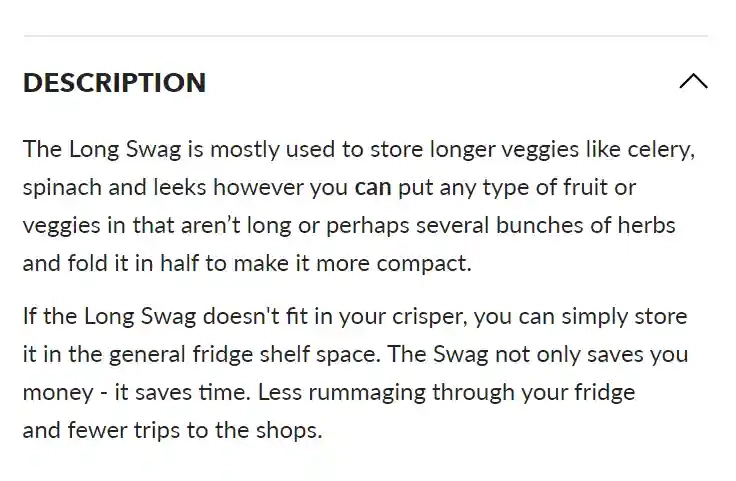 DESCRIPTION
The Long Swag is mostly used to store longer veggies like celery,
spinach and leeks however you can put any type of fruit or
veggies in that aren’t long or perhaps several bunches of herbs
and fold it in half to make it more compact.
If the Long Swag doesn't fit in your crisper, you can simply store
it in the general fridge shelf space. The Swag not only saves you
money - it saves time. Less rummaging through your fridge
and fewer trips to the shops.